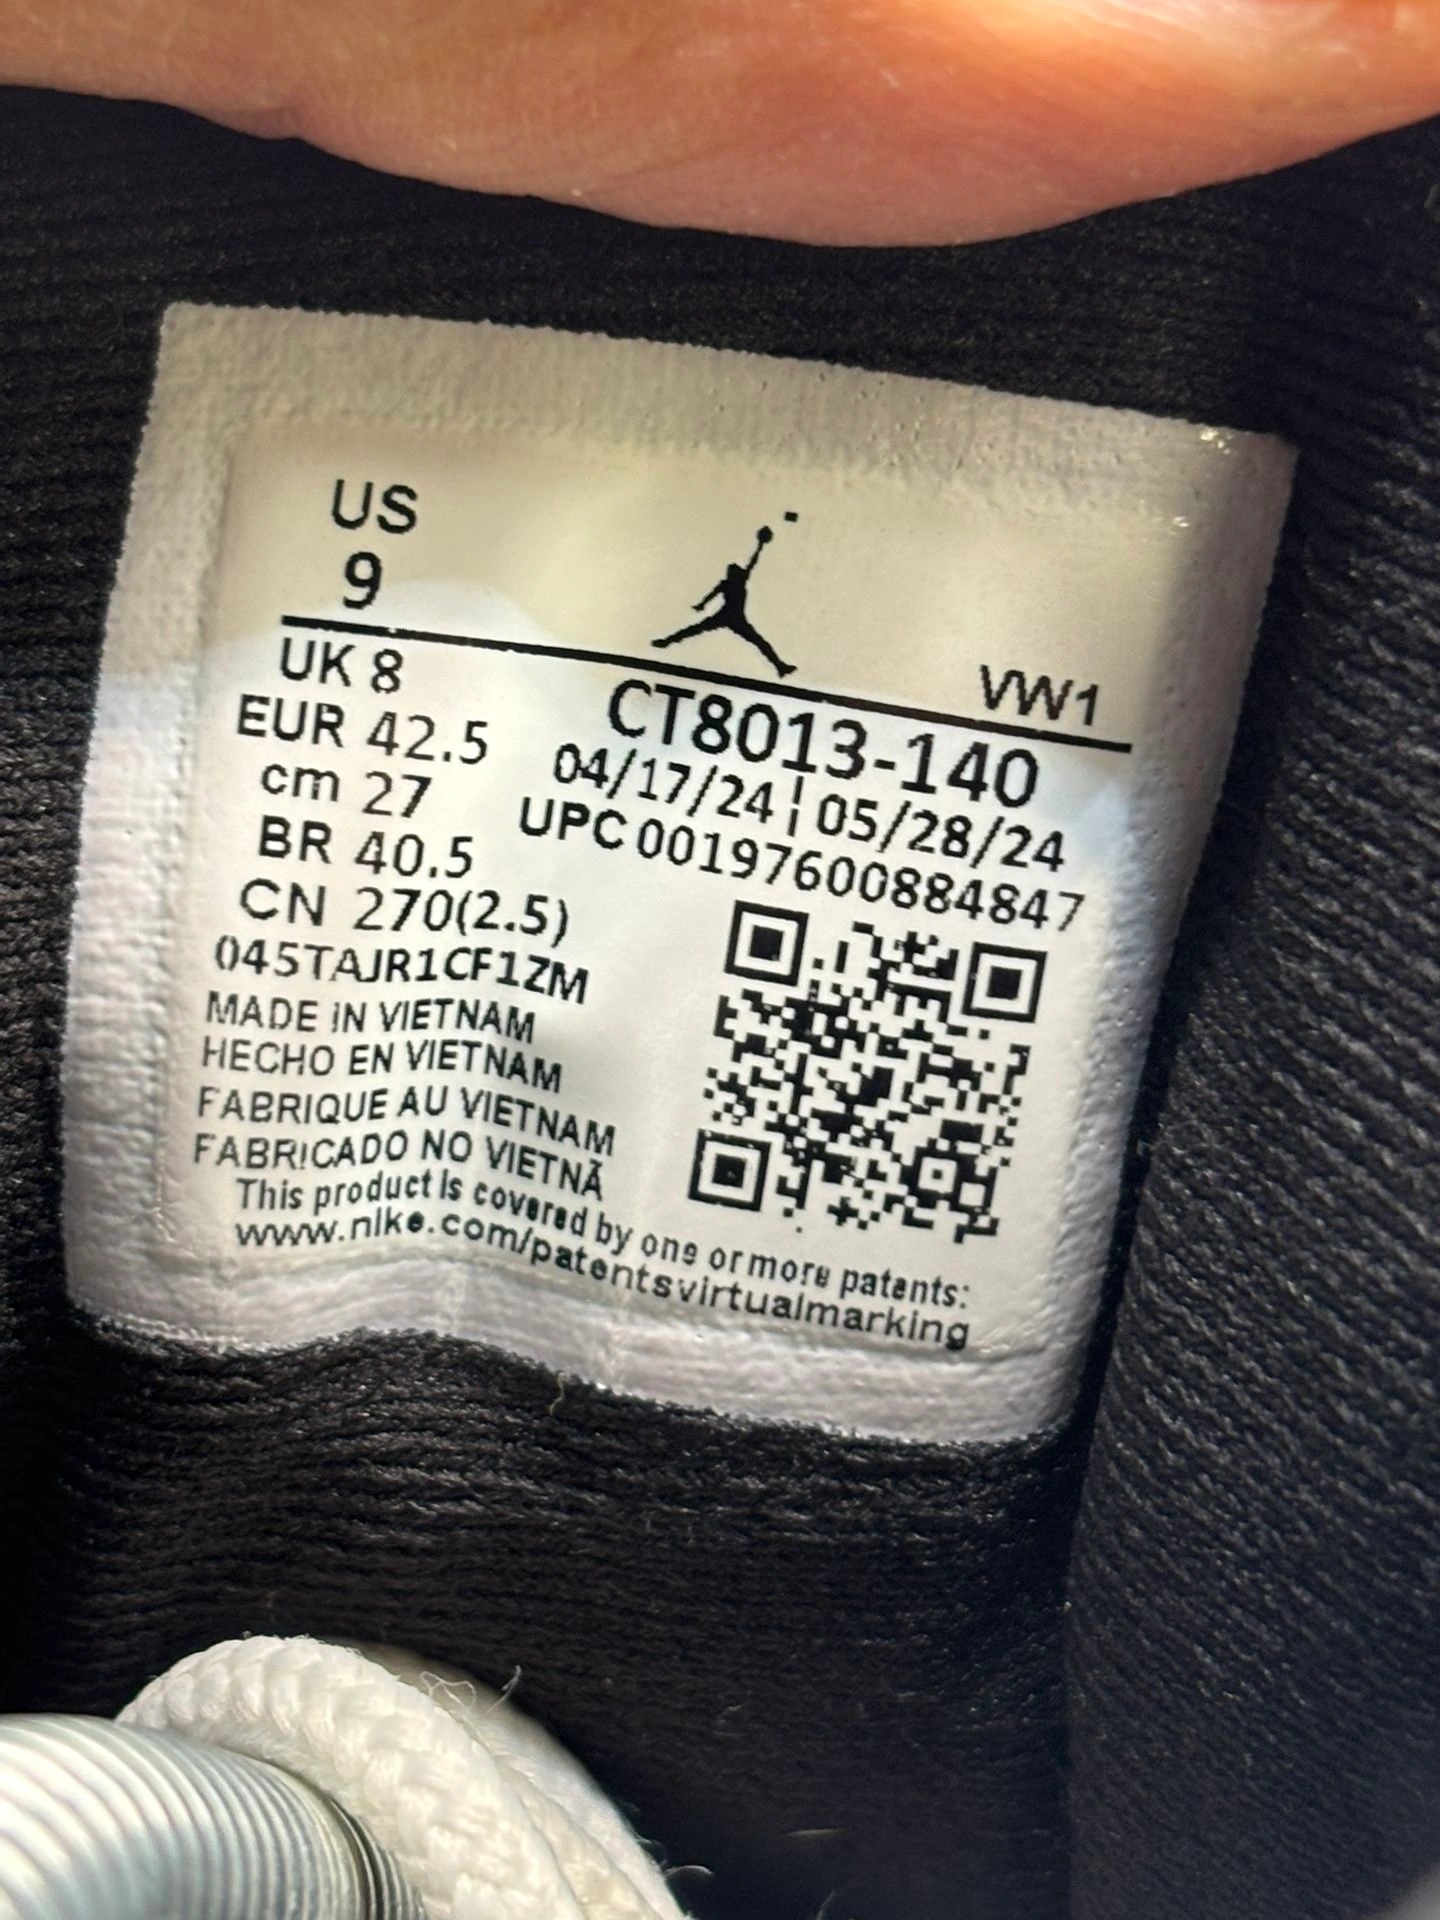 US
9
VW1
UK 8
EUR 42.5
cm 27
BR 40.5
CN 270(2.5)
CT8013-140
04/17/24 | 05/28/24
UPC 00197600884847
045TAJR1CF1ZM
MADE IN VIETNAM
HECHO EN VIETNAM
FABRIQUE AU VIETNAM
FABRICADO NO VIETNÃ
This product is covered by one or more patents:
www.nike.com/patentsvirtualmarking